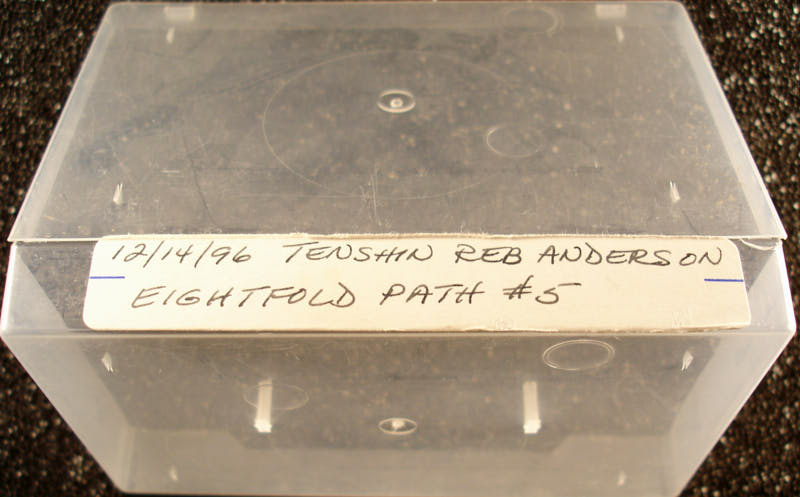 12/14/96 TENSHIN REB ANDERSON
EIGHTFOLD PATH #5